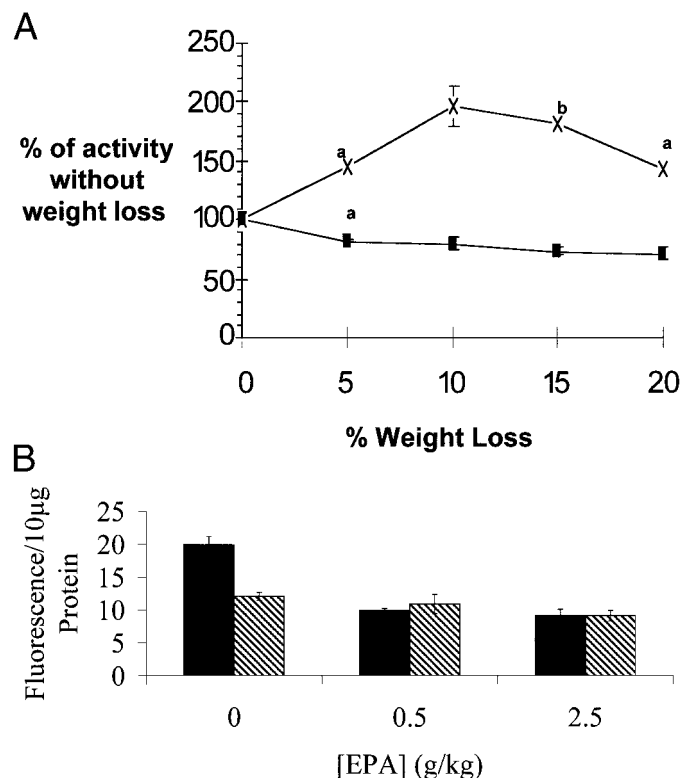 A
250
200
150
100
50
0
% of activity
without
weight loss
a
b
a
a
0 5 10 15 20
% Weight Loss
B
Fluorescence/10µg
Protein
25
20
15
10
5
0
0 0.5 2.5
[EPA] (g/kg)